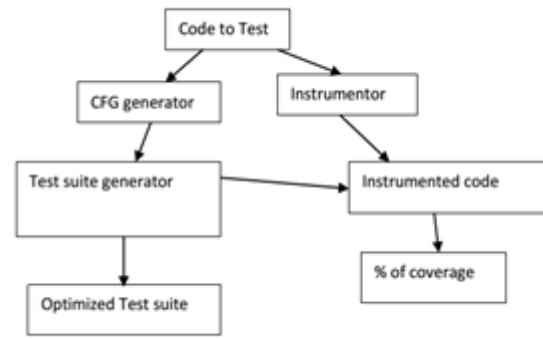 Code to Test
CFG generator
Instrumentor
Test suite generator
Instrumented code
% of coverage
Optimized Test suite